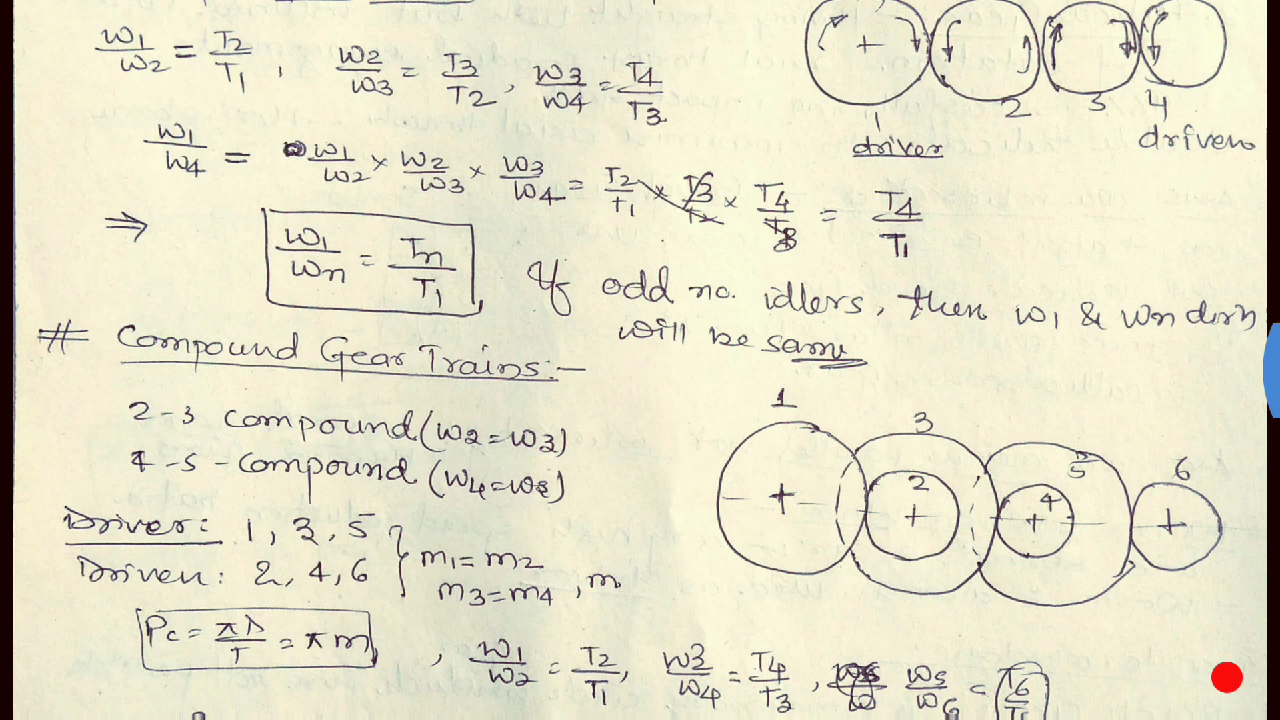 ω1/ω2 = T2/T1 , ω2/ω3 = T3/T2 , ω3/ω4 = T4/T3
1 2 3 4
driver driven
ω1/ω4 = ω1/ω2 × ω2/ω3 × ω3/ω4 = T2/T1 × T3/T2 × T4/T3 = T4/T1
⇒ ω1/ωn = Tn/T1 , If odd no. idlers, then ω1 & ωn dirn
will be same
# Compound Gear Trains:-
1 3 2 5 4 6
2-3 compound (ω2=ω3)
4-5-compound (ω4=ω5)
Driver: 1, 3, 5
Driven: 2, 4, 6 } m1=m2
m3=m4 , m
Pc = πD/T = πm , ω1/ω2 = T2/T1 , ω3/ω4 = T4/T3 , ω5/ω6 = T6/